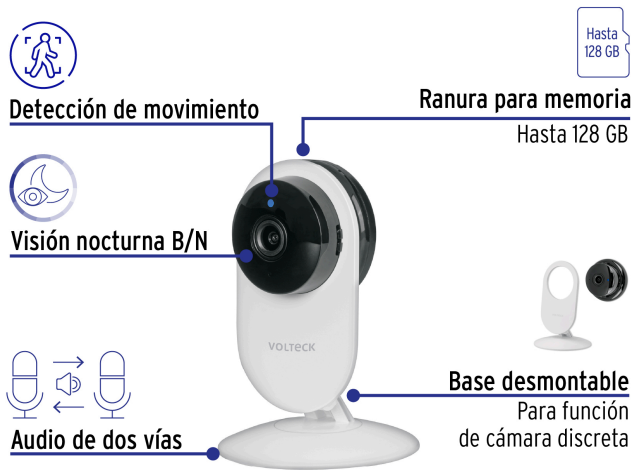 Hasta
128 GB
Detección de movimiento
Ranura para memoria
Hasta 128 GB
Visión nocturna B/N
VOLTECK
Base desmontable
Para función
de cámara discreta
Audio de dos vías